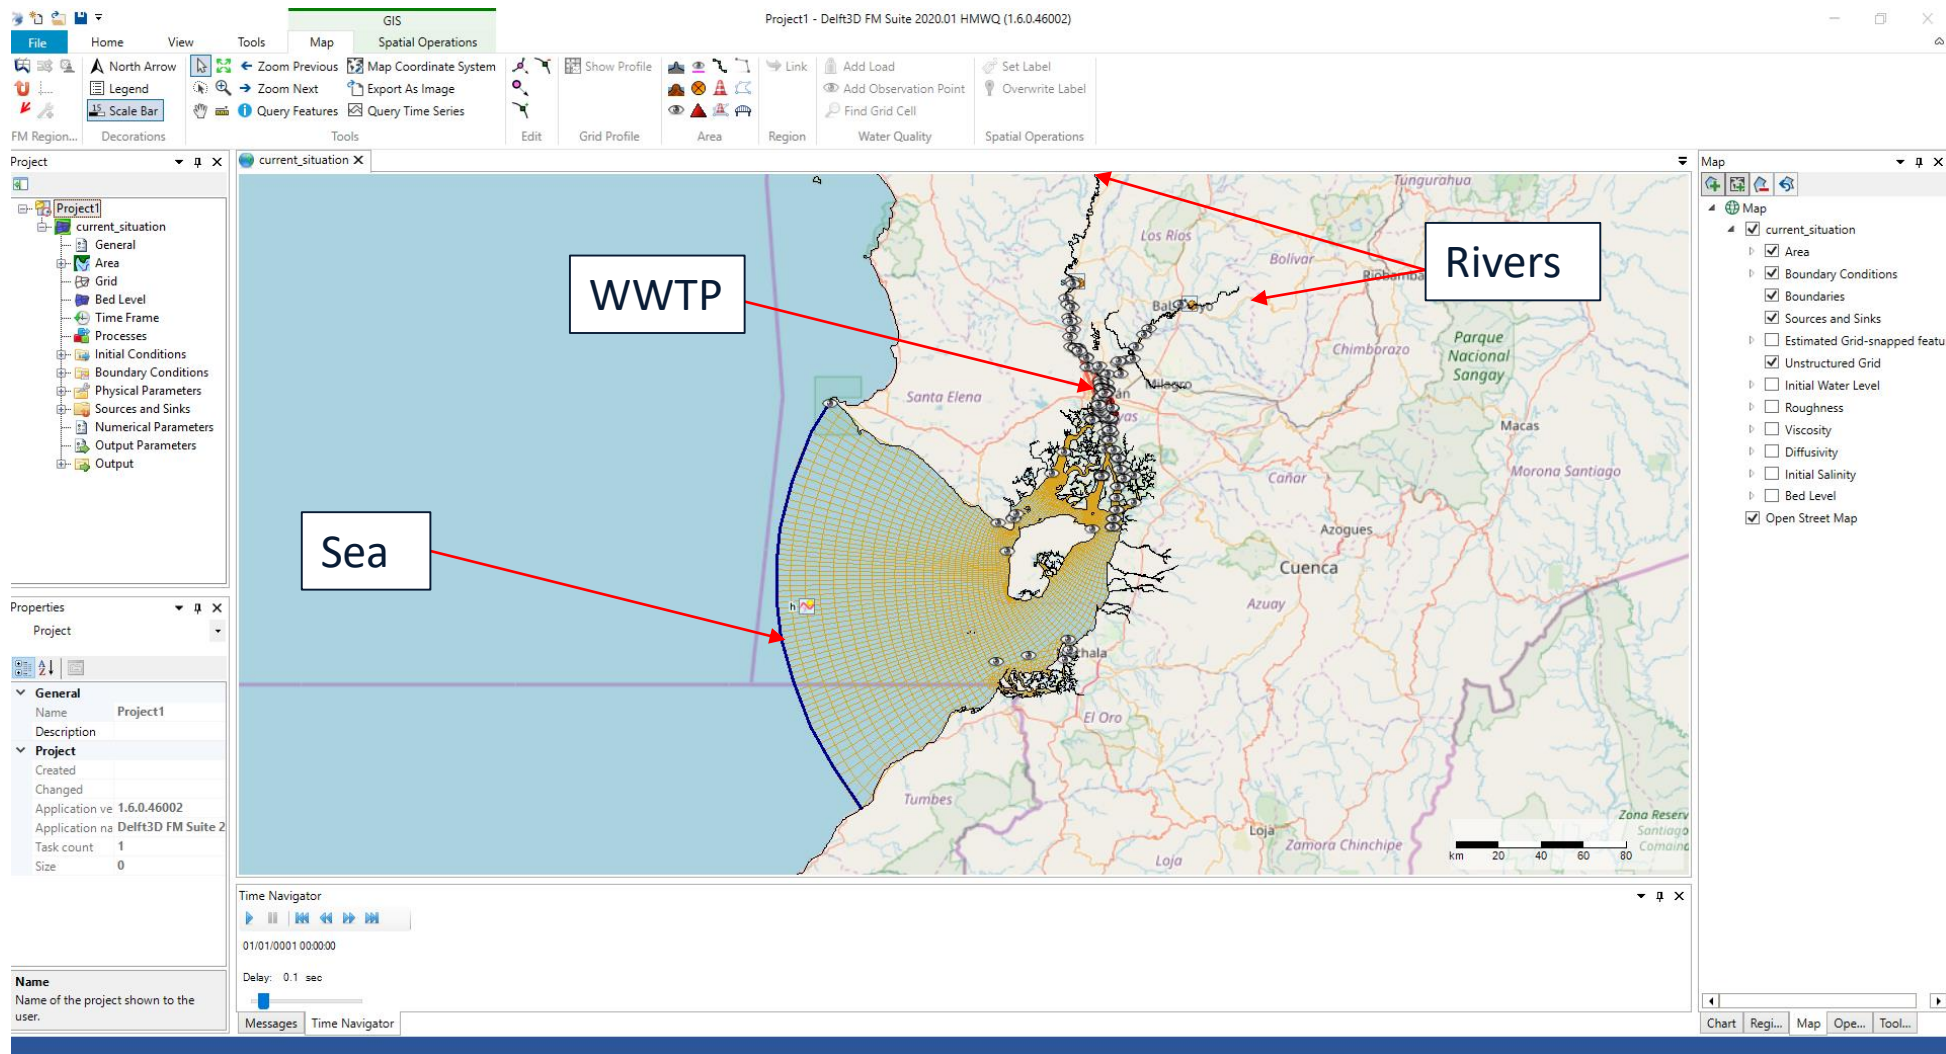 Project1 - Delft3D FM Suite 2020.01 HMWQ (1.6.0.46002)
GIS
File Home View Tools Map Spatial Operations
North Arrow
Legend
15 Scale Bar
Zoom Previous
Zoom Next
Query Features
Map Coordinate System
Export As Image
Query Time Series
Show Profile
Link
Add Load
Add Observation Point
Find Grid Cell
Set Label
Overwrite Label
FM Region... Decorations Tools Edit Grid Profile Area Region Water Quality Spatial Operations
Project
Project1
current_situation
General
Area
Grid
Bed Level
Time Frame
Processes
Initial Conditions
Boundary Conditions
Physical Parameters
Sources and Sinks
Numerical Parameters
Output Parameters
Output
Properties
Project
General
Name Project1
Description
Project
Created
Changed
Application ve 1.6.0.46002
Application na Delft3D FM Suite 2
Task count 1
Size 0
Name
Name of the project shown to the
user.
current_situation
WWTP
Rivers
Sea
Tungurahua
Los Rios
Bolivar
Riobamba
Chimborazo
Parque
Nacional
Sangay
Milagro
Santa Elena
Macas
Morona Santiago
Cañar
Azogues
Cuenca
Azuay
h
El Oro
Tumbes
Loja
Loja
Zamora Chinchipe
Zona Reserv
Santiago
Comaina
km 20 40 60 80
Time Navigator
01/01/0001 00:00:00
Delay: 0.1 sec
Messages Time Navigator
Map
Map
current_situation
Area
Boundary Conditions
Boundaries
Sources and Sinks
Estimated Grid-snapped featu
Unstructured Grid
Initial Water Level
Roughness
Viscosity
Diffusivity
Initial Salinity
Bed Level
Open Street Map
Chart Regi... Map Ope... Tool...